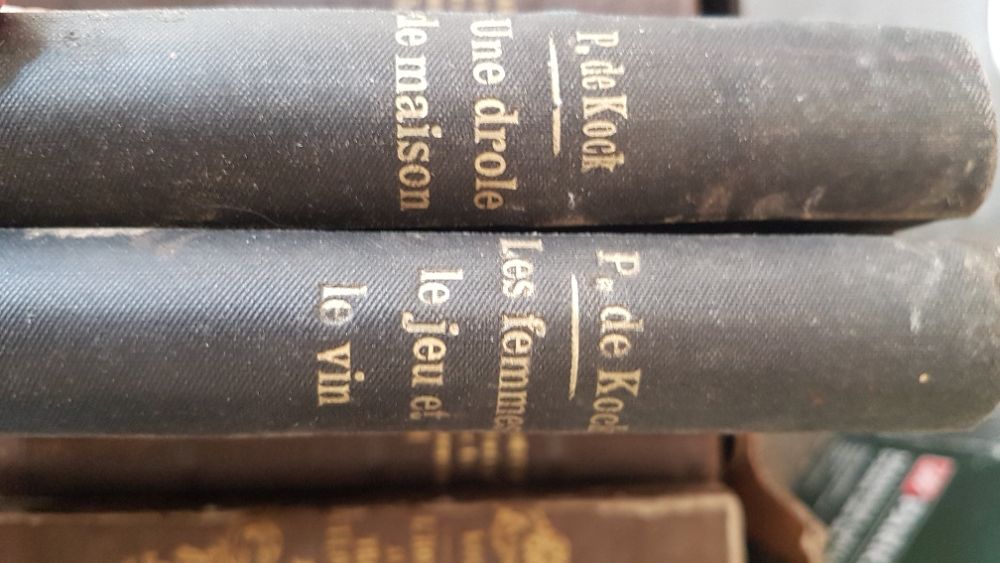 P. de Kock
Une drole
de maison
P. de Kock
Les femmes
le jeu et
le vin